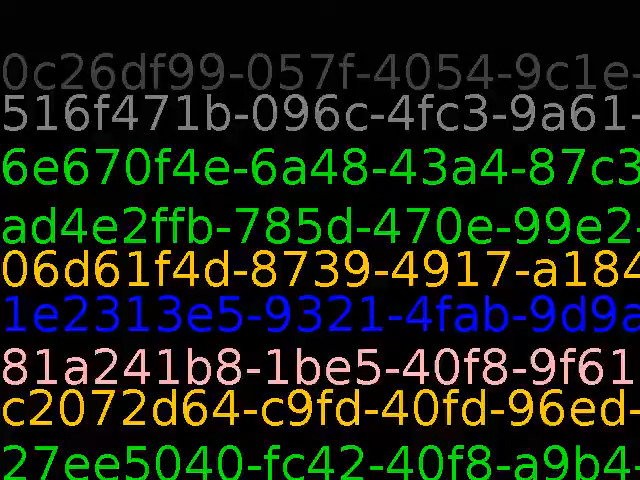 0c26df99-057f-4054-9c1e-
516f471b-096c-4fc3-9a61-
6e670f4e-6a48-43a4-87c3
ad4e2ffb-785d-470e-99e2-
06d61f4d-8739-4917-a184
1e2313e5-9321-4fab-9d9a
81a241b8-1be5-40f8-9f61
c2072d64-c9fd-40fd-96ed-
27ee5040-fc42-40f8-a9b4-